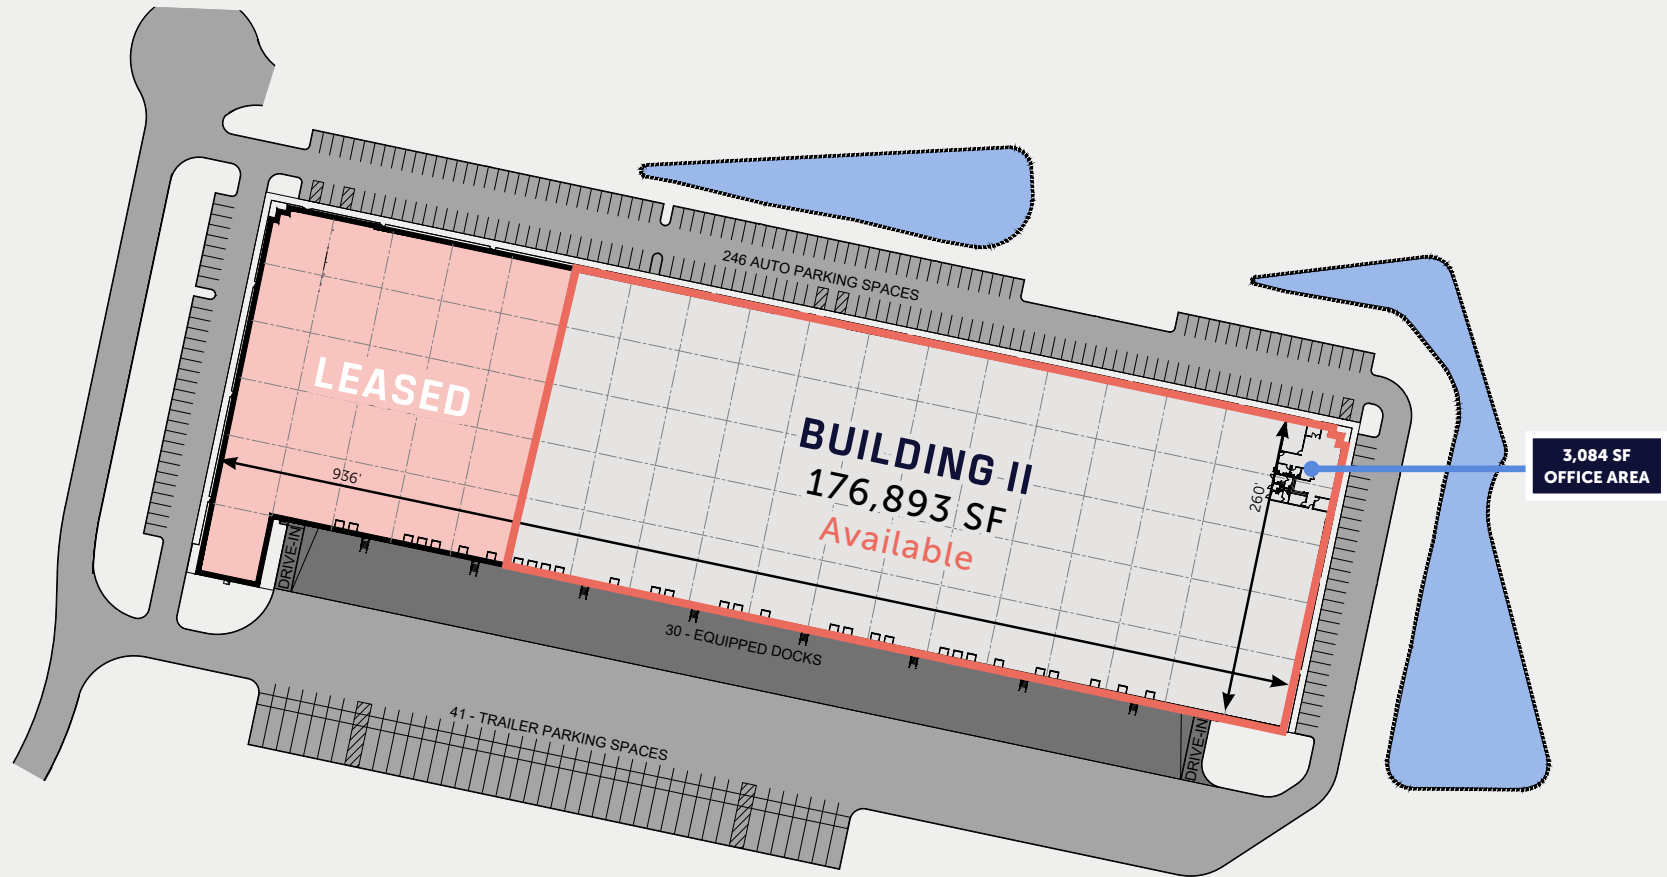 246 AUTO PARKING SPACES
LEASED
BUILDING II
176,893 SF
Available
3,084 SF
OFFICE AREA
936'
260'
DRIVE-IN
30 - EQUIPPED DOCKS
DRIVE-IN
41 - TRAILER PARKING SPACES